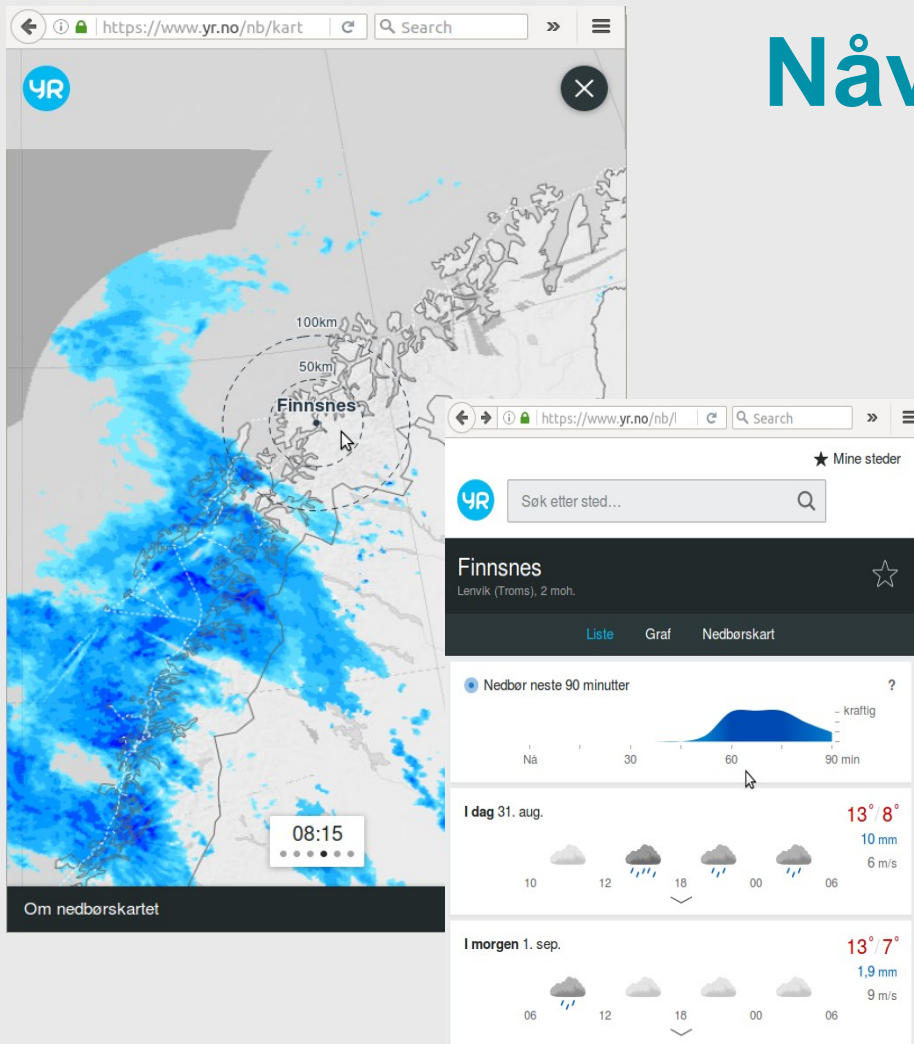 https://www.yr.no/nb/kart
Search
Nåv
YR
100km
50km
Finnsnes
08:15
Om nedbørskartet
https://www.yr.no/nb/l
Search
Mine steder
YR
Søk etter sted...
Finnsnes
Lenvik (Troms), 2 moh.
Liste Graf Nedbørskart
Nedbør neste 90 minutter ?
kraftig
Nå 30 60 90 min
I dag 31. aug. 13°/8°
10 mm
6 m/s
10 12 18 00 06
I morgen 1. sep. 13°/7°
1,9 mm
9 m/s
06 12 18 00 06